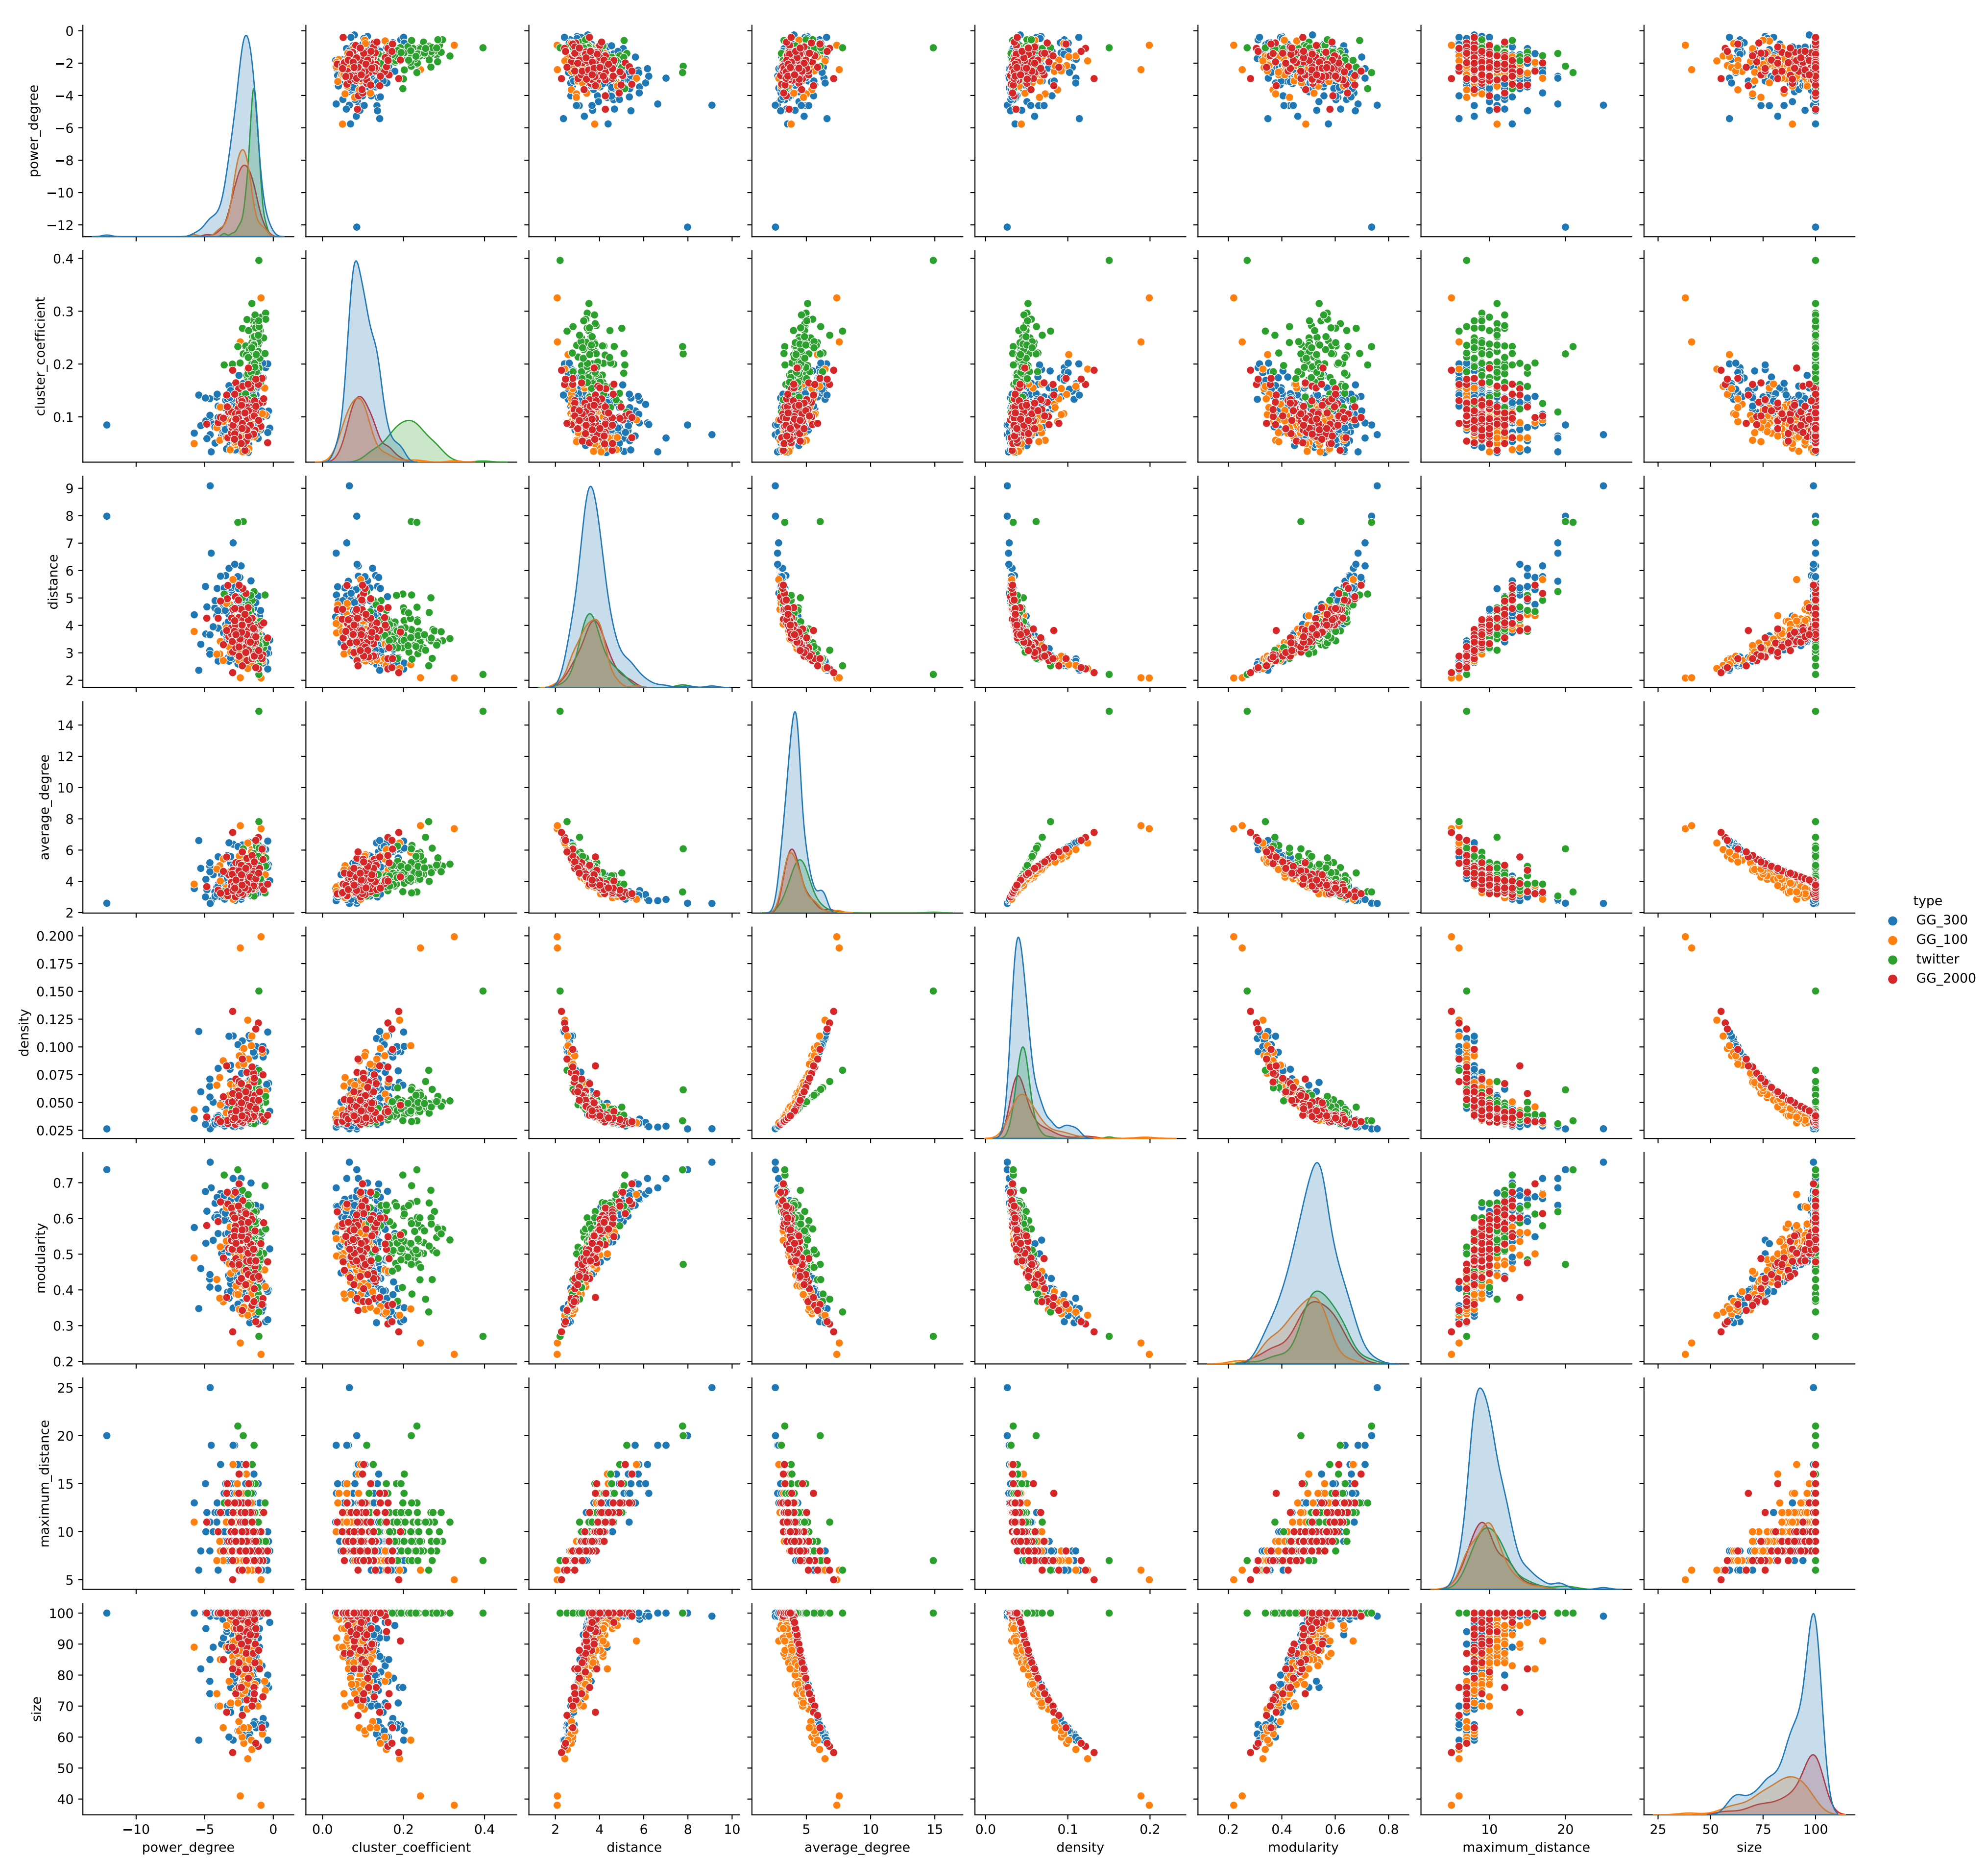 0
−2
−4
−6
−8
−10
−12
power_degree
0.4
0.3
0.2
0.1
cluster_coefficient
9
8
7
6
5
4
3
2
distance
14
12
10
8
6
4
2
average_degree
0.200
0.175
0.150
0.125
0.100
0.075
0.050
0.025
density
0.7
0.6
0.5
0.4
0.3
0.2
modularity
25
20
15
10
5
maximum_distance
100
90
80
70
60
50
40
size
−10 −5 0
power_degree
0.0 0.2 0.4
cluster_coefficient
2 4 6 8 10
distance
5 10 15
average_degree
0.0 0.1 0.2
density
0.2 0.4 0.6 0.8
modularity
10 20
maximum_distance
25 50 75 100
size
type
GG_300
GG_100
twitter
GG_2000